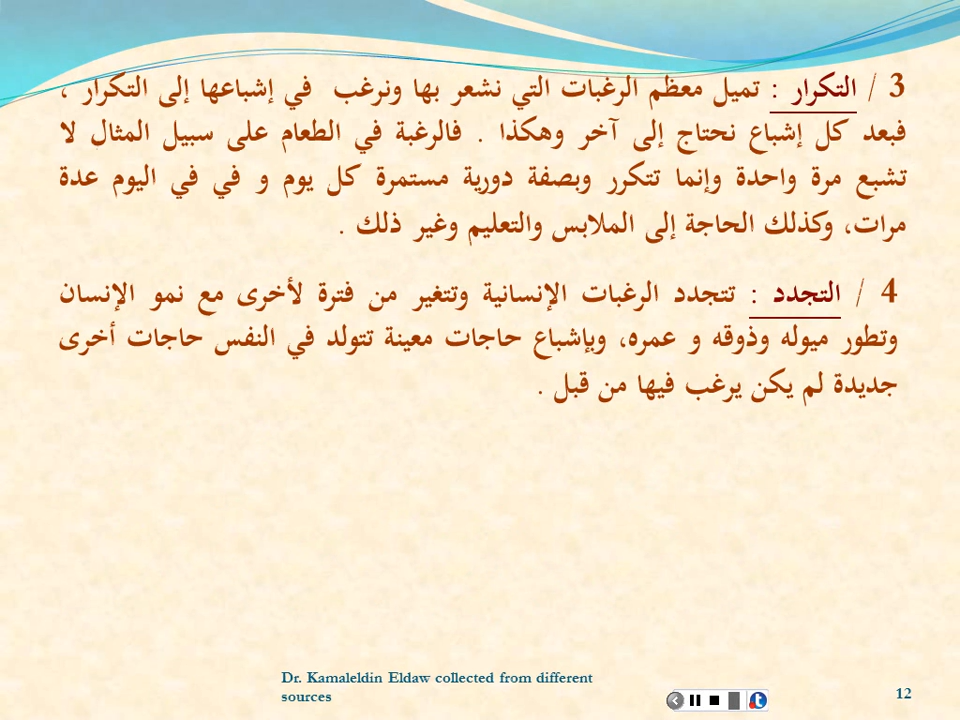 3 / التكرار : تميل معظم الرغبات التي نشعر بها ونرغب في إشباعها إلى التكرار ،
فبعد كل إشباع نحتاج إلى آخر وهكذا . فالرغبة في الطعام على سبيل المثال لا
تشبع مرة واحدة وإنما تتكرر وبصفة دورية مستمرة كل يوم و في في اليوم عدة
مرات، وكذلك الحاجة إلى الملابس والتعليم وغير ذلك .
4 / التجدد : تتجدد الرغبات الإنسانية وتتغير من فترة لأخرى مع نمو الإنسان
وتطور ميوله وذوقه و عمره، وبإشباع حاجات معينة تتولد في النفس حاجات أخرى
جديدة لم يكن يرغب فيها من قبل .
Dr. Kamaleldin Eldaw collected from different
sources
12